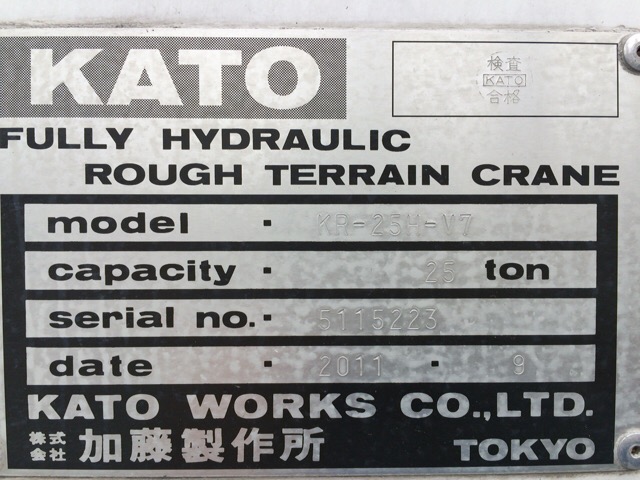 KATO
検査
KATO
合格
FULLY HYDRAULIC
ROUGH TERRAIN CRANE
model · KR-25H-V7
capacity · 25 ton
serial no. · 5115223
date · 2011 · 9
KATO WORKS CO.,LTD.
株式会社 加藤製作所 TOKYO